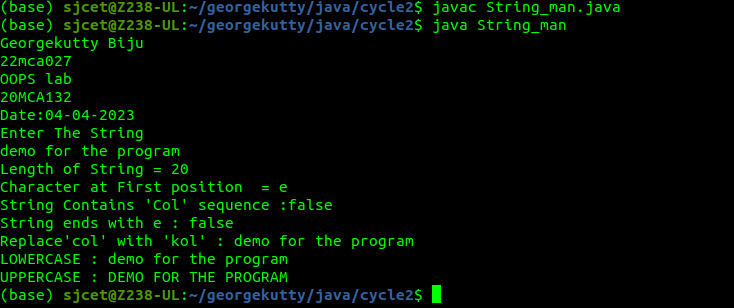 (base) sjcet@Z238-UL:~/georgekutty/java/cycle2$ javac String_man.java
(base) sjcet@Z238-UL:~/georgekutty/java/cycle2$ java String_man
Georgekutty Biju
22mca027
OOPS lab
20MCA132
Date:04-04-2023
Enter The String
demo for the program
Length of String = 20
Character at First position  = e
String Contains 'Col' sequence :false
String ends with e : false
Replace'col' with 'kol' : demo for the program
LOWERCASE : demo for the program
UPPERCASE : DEMO FOR THE PROGRAM
(base) sjcet@Z238-UL:~/georgekutty/java/cycle2$